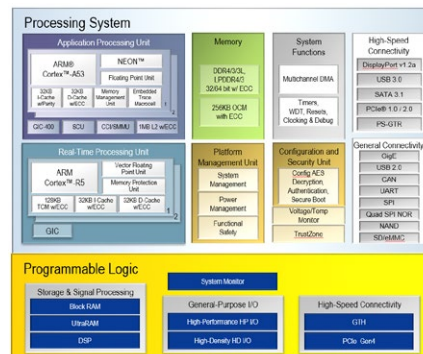 Processing System
Application Processing Unit
ARM®
Cortex™-A53
NEON™
Floating Point Unit
32KB
I-Cache
w/Parity
32KB
D-Cache
w/ECC
Memory
Management
Unit
Embedded
Trace
Macrocell
1
2
GIC-400
SCU
CCI/SMMU
1MB L2 w/ECC
Memory
DDR4/3/3L,
LPDDR4/3
32/64 bit w/ ECC
256KB OCM
with ECC
System
Functions
Multichannel DMA
Timers,
WDT, Resets,
Clocking & Debug
High-Speed
Connectivity
DisplayPort v1.2a
USB 3.0
SATA 3.1
PCIe® 1.0 / 2.0
PS-GTR
Real-Time Processing Unit
ARM
Cortex™-R5
Vector Floating
Point Unit
Memory Protection
Unit
128KB
TCM w/ECC
32KB I-Cache
w/ECC
32KB D-Cache
w/ECC
1
2
GIC
Platform
Management Unit
System
Management
Power
Management
Functional
Safety
Configuration and
Security Unit
Config AES
Decryption,
Authentication,
Secure Boot
Voltage/Temp
Monitor
TrustZone
General Connectivity
GigE
USB 2.0
CAN
UART
SPI
Quad SPI NOR
NAND
SD/eMMC
Programmable Logic
System Monitor
Storage & Signal Processing
Block RAM
UltraRAM
DSP
General-Purpose I/O
High-Performance HP I/O
High-Density HD I/O
High-Speed Connectivity
GTH
PCIe Gen4